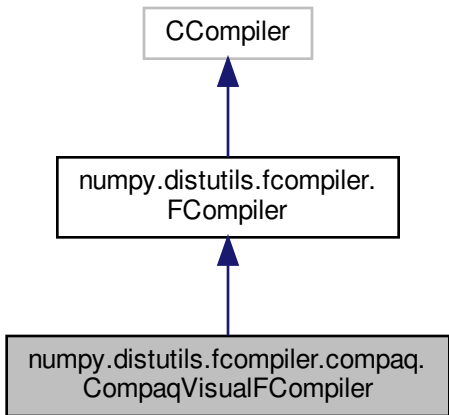 CCompiler
numpy.distutils.fcompiler.
FCompiler
numpy.distutils.fcompiler.compaq.
CompaqVisualFCompiler